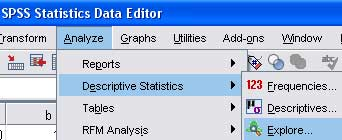 SPSS Statistics Data Editor
Transform Analyze Graphs Utilities Add-ons Window
Reports
Descriptive Statistics 123 Frequencies...
Tables Descriptives...
RFM Analysis Explore...
b